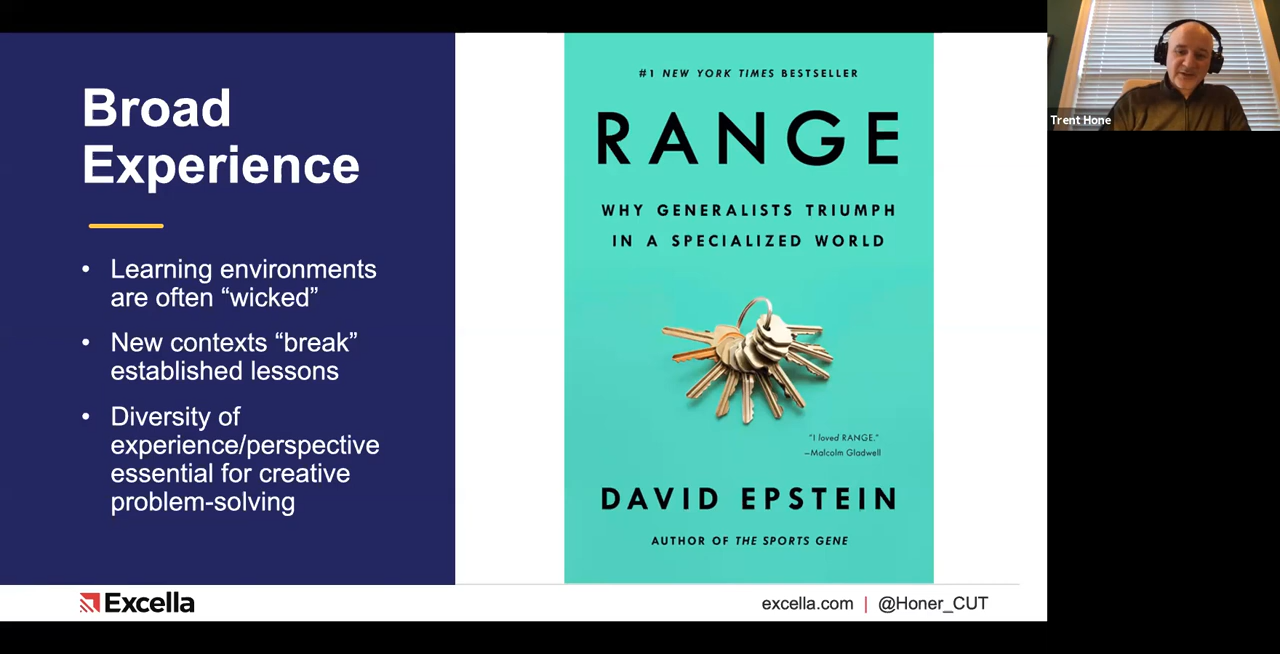 Broad
Experience
• Learning environments
are often “wicked”
• New contexts “break”
established lessons
• Diversity of
experience/perspective
essential for creative
problem-solving
#1 NEW YORK TIMES BESTSELLER
RANGE
WHY GENERALISTS TRIUMPH
IN A SPECIALIZED WORLD
"I loved RANGE."
—Malcolm Gladwell
DAVID EPSTEIN
AUTHOR OF THE SPORTS GENE
Excella
excella.com | @Honer_CUT
Trent Hone